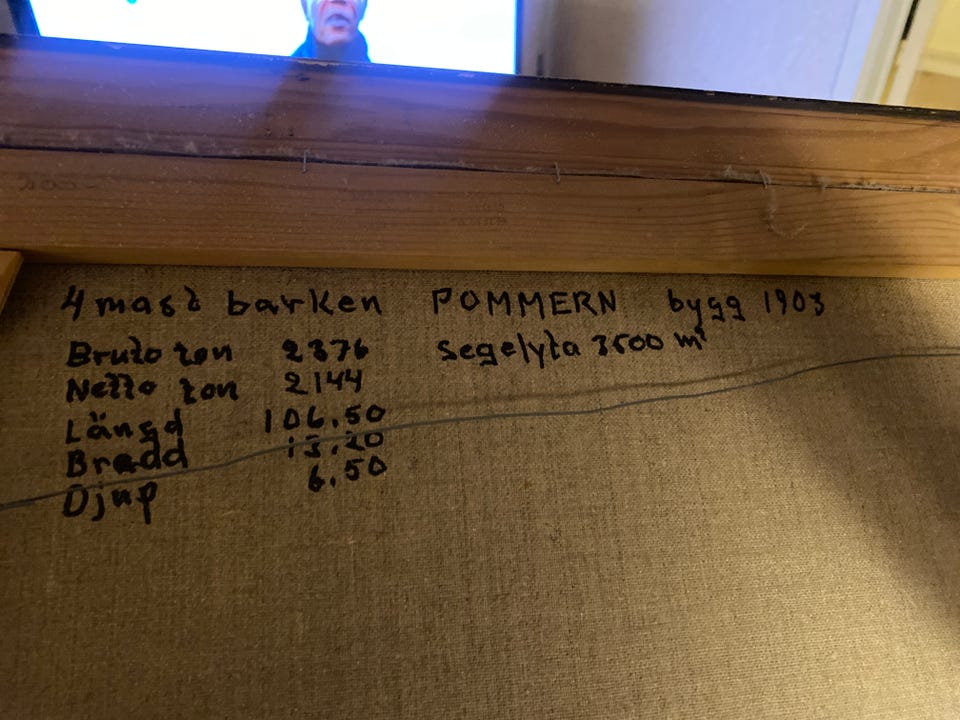 4 mast barken POMMERN bygg 1903
Bruto ton 2376 segelyta 3500 m²
Netto ton 2144
Längd 106.50
Bredd 13.20
Djup 6.50